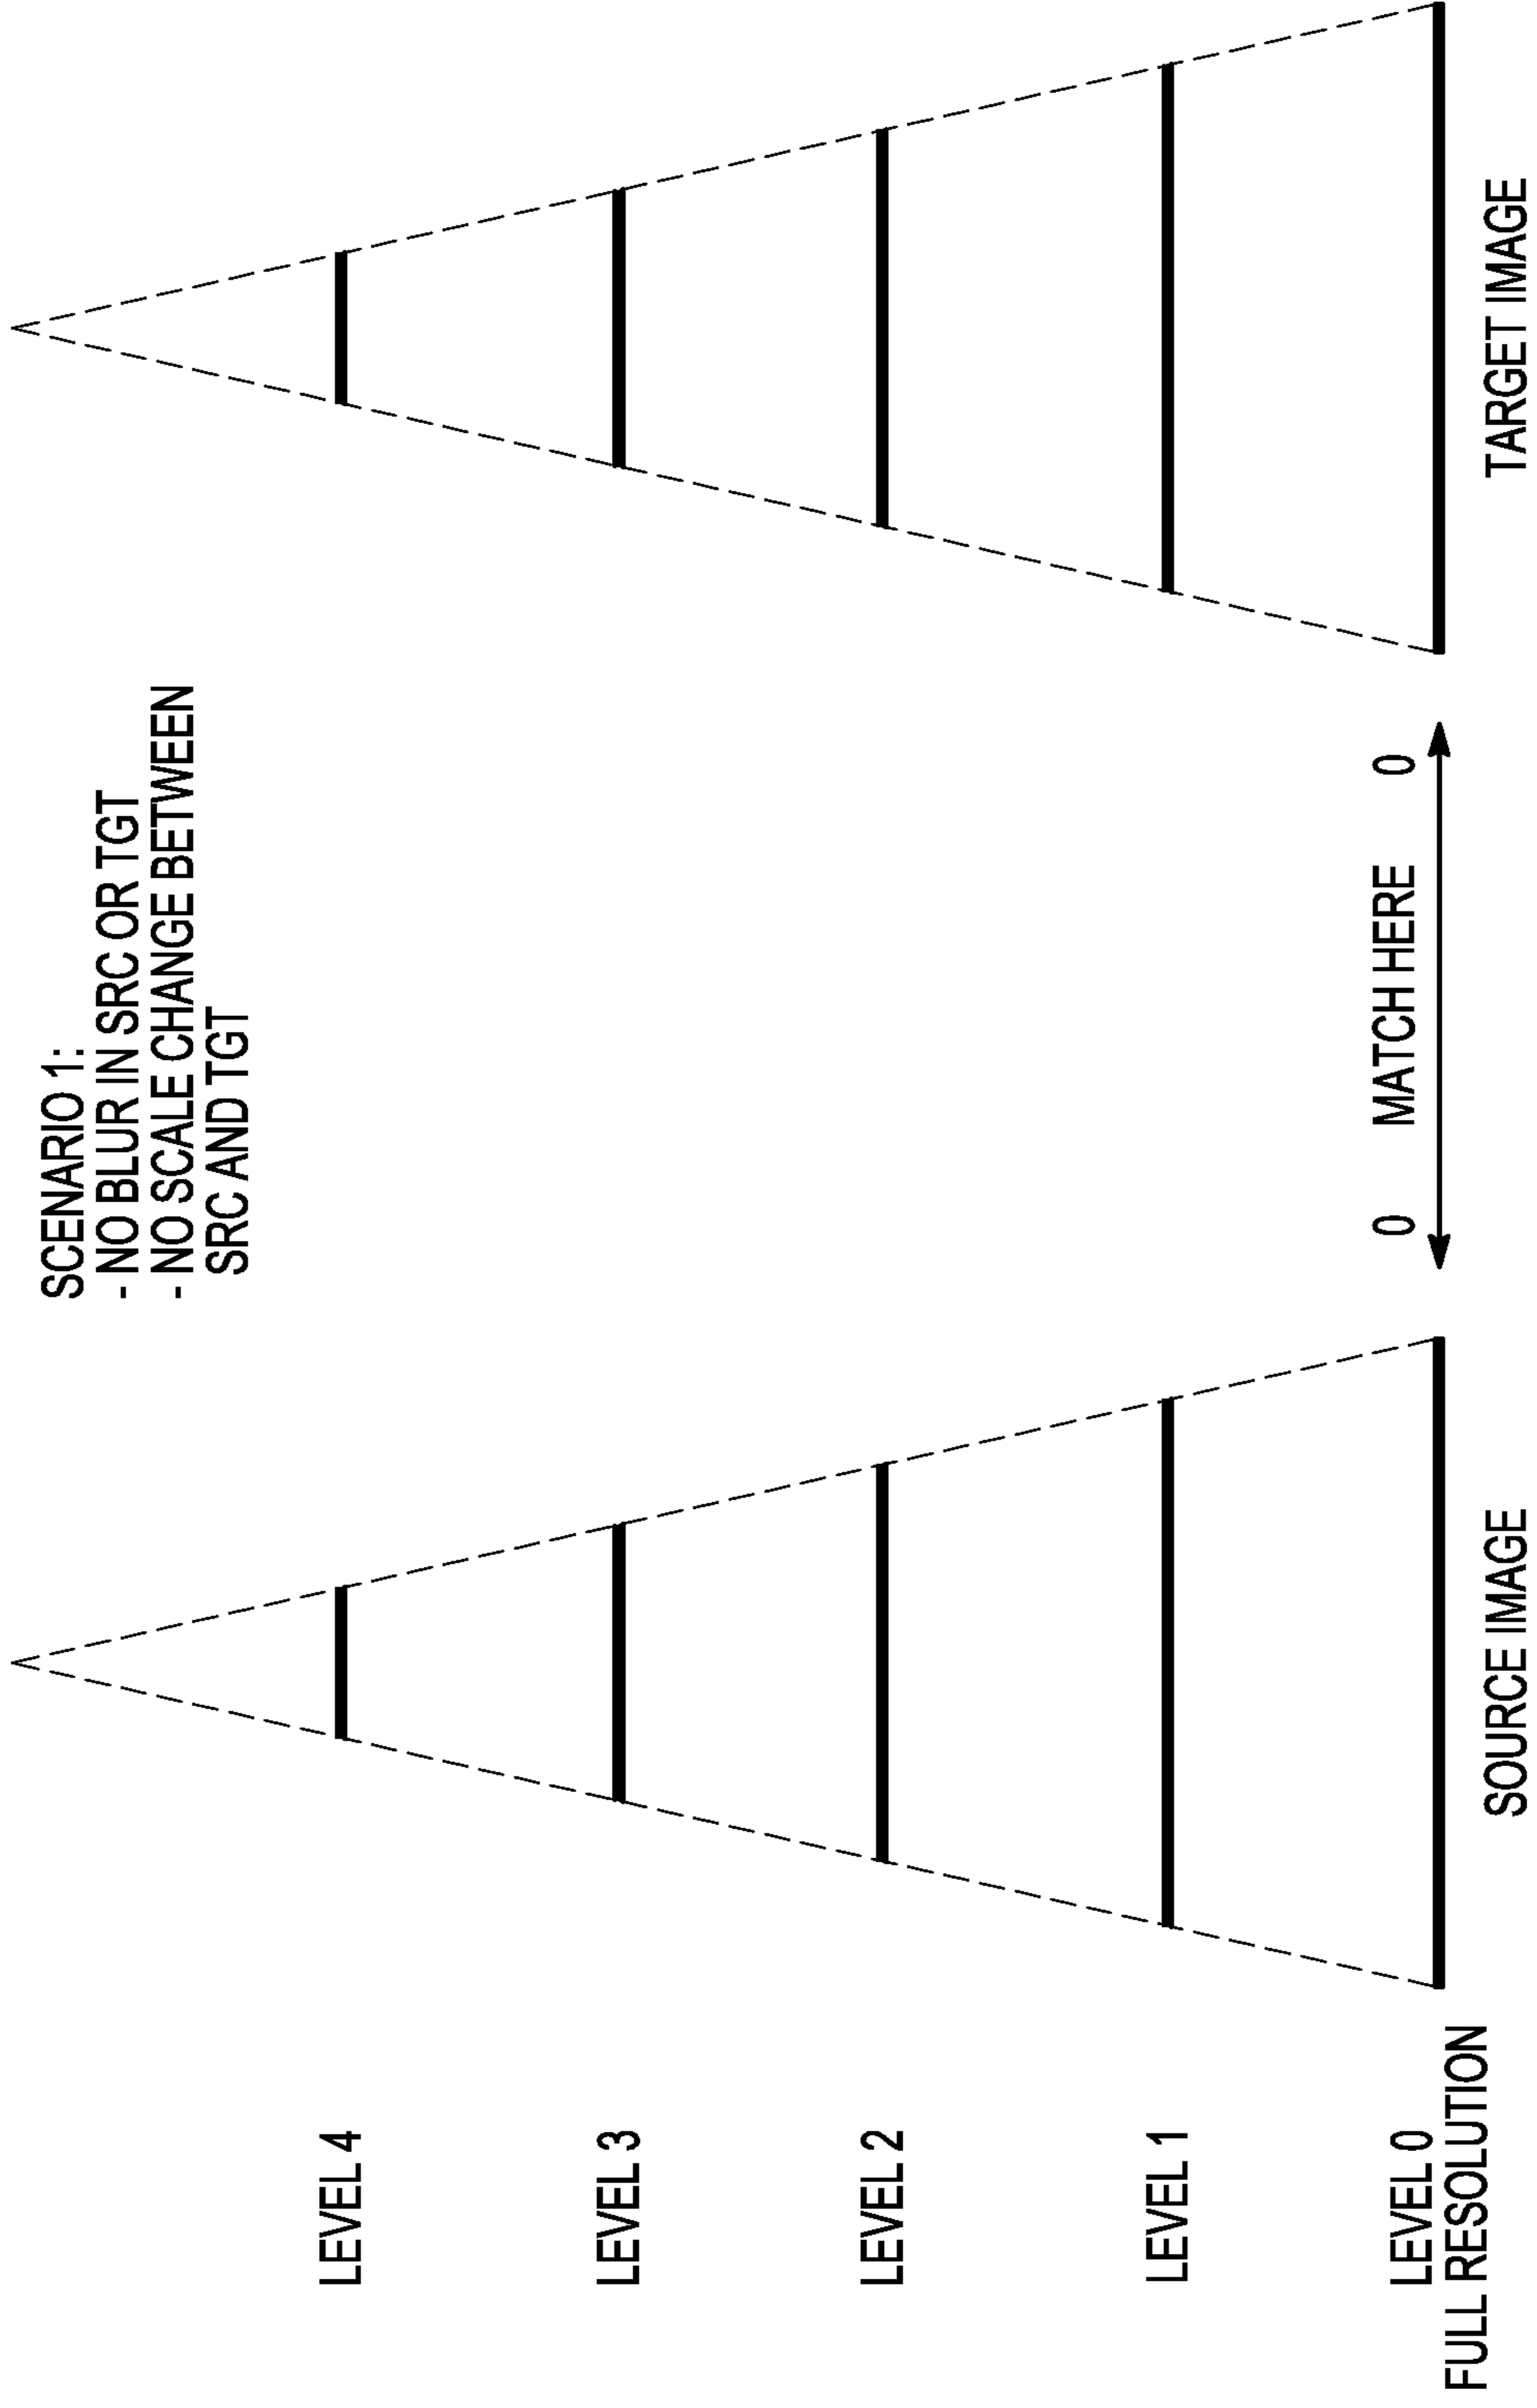 SCENARIO 1:
- NO BLUR IN SRC OR TGT
- NO SCALE CHANGE BETWEEN
SRC AND TGT
LEVEL 4
LEVEL 3
LEVEL 2
LEVEL 1
0 MATCH HERE 0
LEVEL 0
FULL RESOLUTION
SOURCE IMAGE
TARGET IMAGE